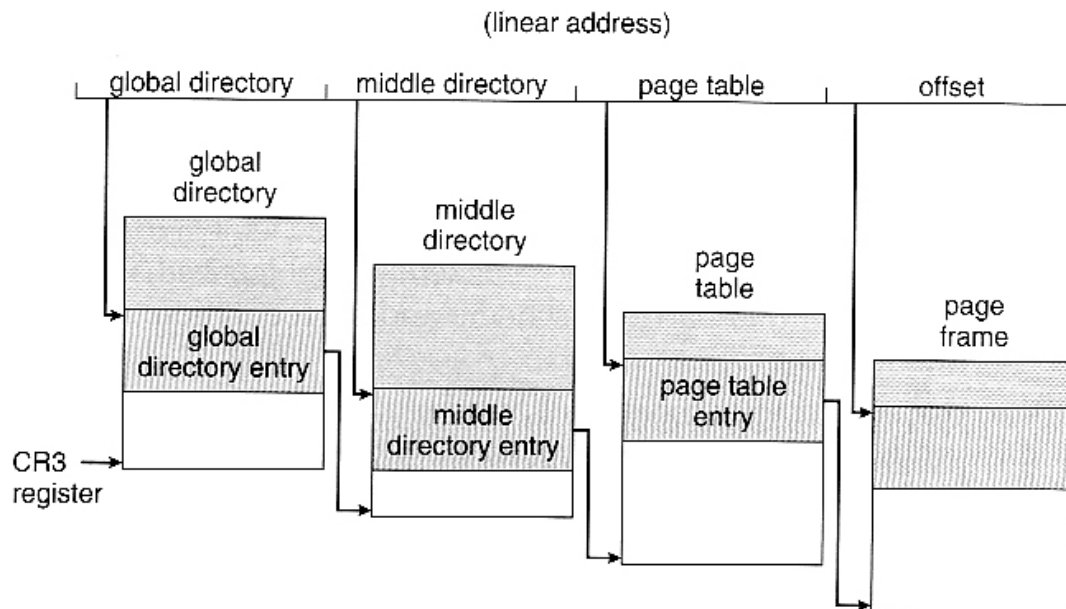 (linear address)
global directory
middle directory
page table
offset
global
directory
middle
directory
page
table
page
frame
global
directory entry
page table
entry
middle
directory entry
CR3
register